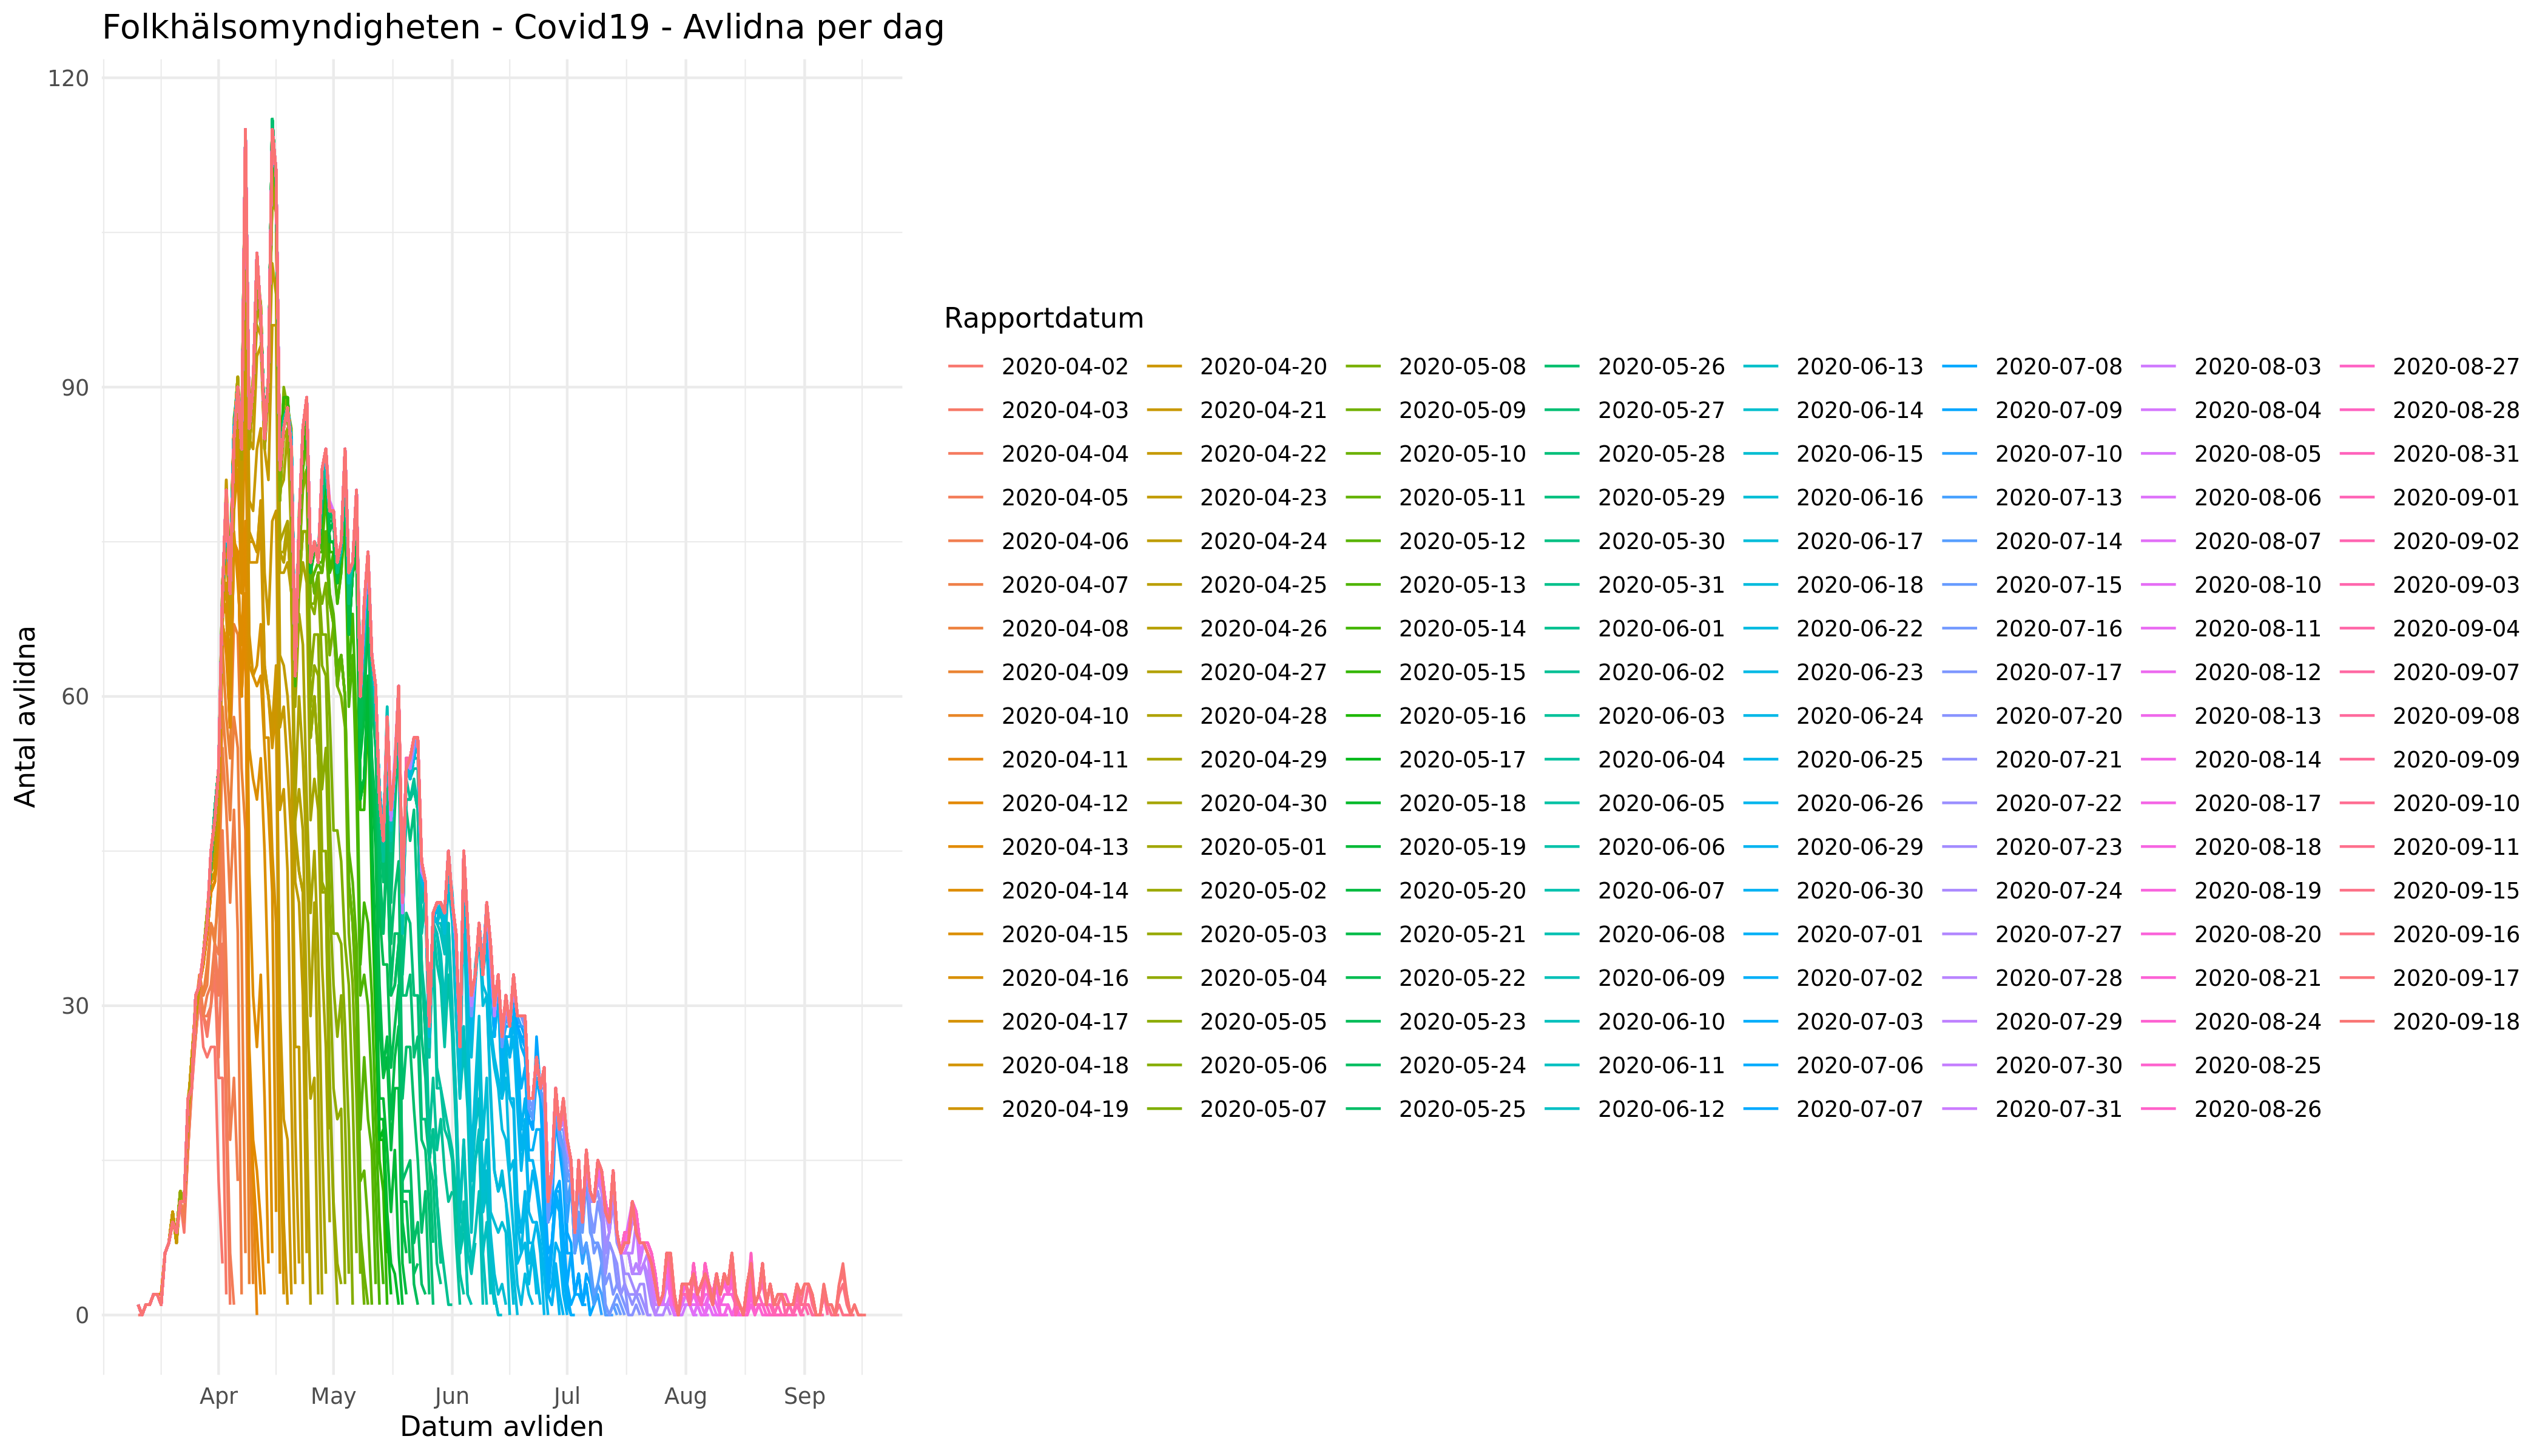 Folkhälsomyndigheten - Covid19 - Avlidna per dag
120
90
60
30
0
Antal avlidna
Apr May Jun Jul Aug Sep
Datum avliden
Rapportdatum
2020-04-02 2020-04-20 2020-05-08 2020-05-26 2020-06-13 2020-07-08 2020-08-03 2020-08-27
2020-04-03 2020-04-21 2020-05-09 2020-05-27 2020-06-14 2020-07-09 2020-08-04 2020-08-28
2020-04-04 2020-04-22 2020-05-10 2020-05-28 2020-06-15 2020-07-10 2020-08-05 2020-08-31
2020-04-05 2020-04-23 2020-05-11 2020-05-29 2020-06-16 2020-07-13 2020-08-06 2020-09-01
2020-04-06 2020-04-24 2020-05-12 2020-05-30 2020-06-17 2020-07-14 2020-08-07 2020-09-02
2020-04-07 2020-04-25 2020-05-13 2020-05-31 2020-06-18 2020-07-15 2020-08-10 2020-09-03
2020-04-08 2020-04-26 2020-05-14 2020-06-01 2020-06-22 2020-07-16 2020-08-11 2020-09-04
2020-04-09 2020-04-27 2020-05-15 2020-06-02 2020-06-23 2020-07-17 2020-08-12 2020-09-07
2020-04-10 2020-04-28 2020-05-16 2020-06-03 2020-06-24 2020-07-20 2020-08-13 2020-09-08
2020-04-11 2020-04-29 2020-05-17 2020-06-04 2020-06-25 2020-07-21 2020-08-14 2020-09-09
2020-04-12 2020-04-30 2020-05-18 2020-06-05 2020-06-26 2020-07-22 2020-08-17 2020-09-10
2020-04-13 2020-05-01 2020-05-19 2020-06-06 2020-06-29 2020-07-23 2020-08-18 2020-09-11
2020-04-14 2020-05-02 2020-05-20 2020-06-07 2020-06-30 2020-07-24 2020-08-19 2020-09-15
2020-04-15 2020-05-03 2020-05-21 2020-06-08 2020-07-01 2020-07-27 2020-08-20 2020-09-16
2020-04-16 2020-05-04 2020-05-22 2020-06-09 2020-07-02 2020-07-28 2020-08-21 2020-09-17
2020-04-17 2020-05-05 2020-05-23 2020-06-10 2020-07-03 2020-07-29 2020-08-24 2020-09-18
2020-04-18 2020-05-06 2020-05-24 2020-06-11 2020-07-06 2020-07-30 2020-08-25
2020-04-19 2020-05-07 2020-05-25 2020-06-12 2020-07-07 2020-07-31 2020-08-26